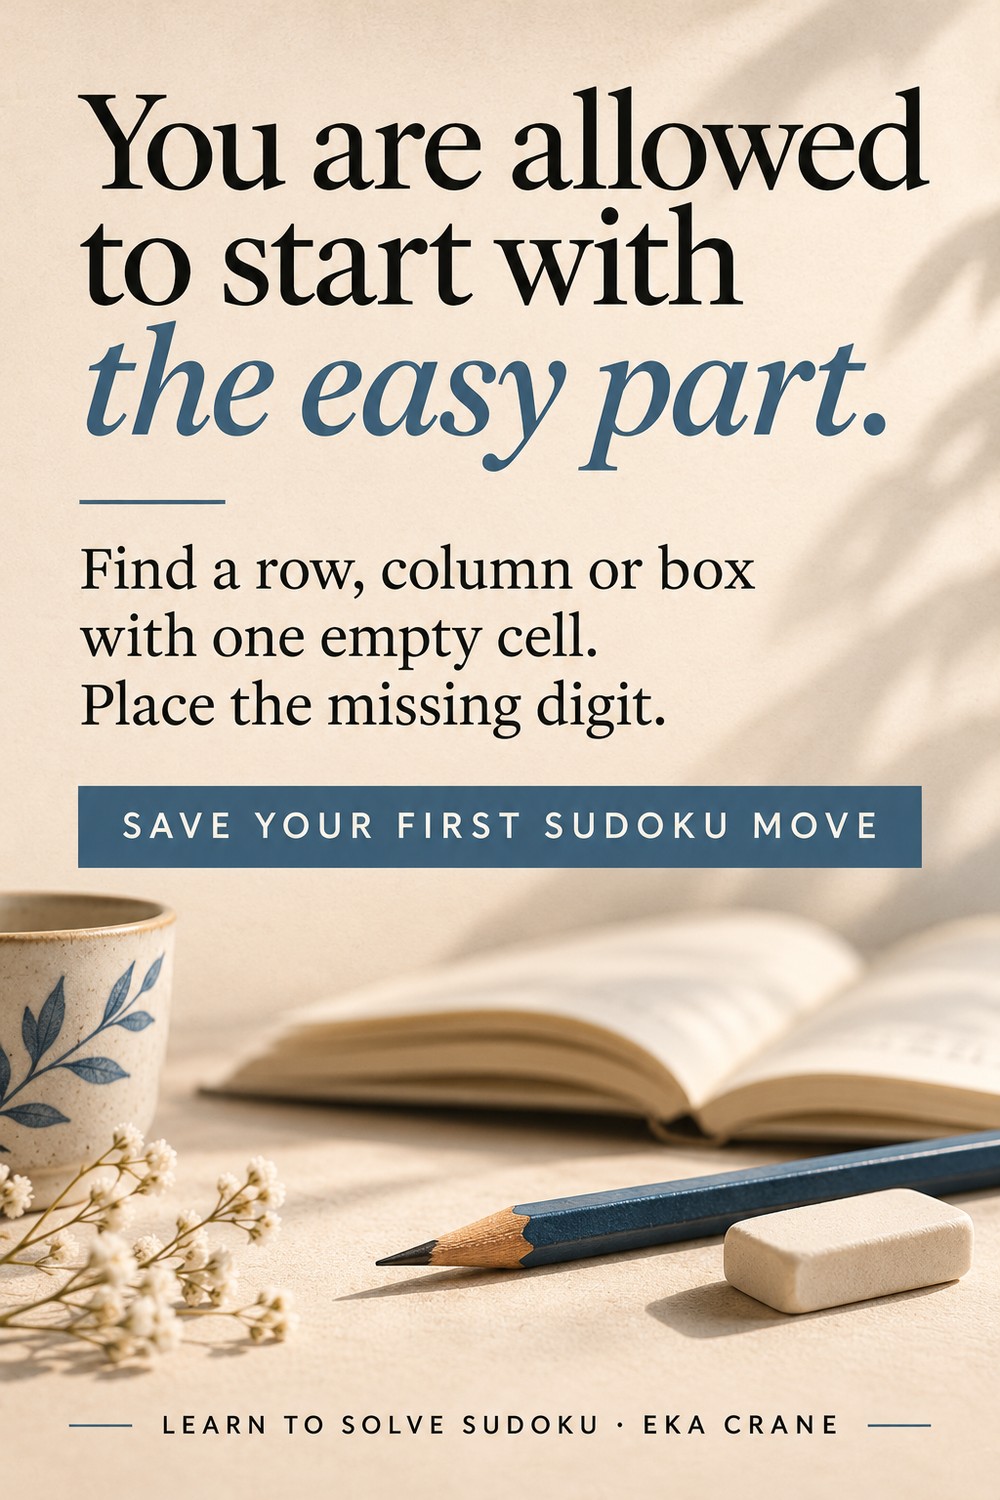 You are allowed
to start with
the easy part.
Find a row, column or box
with one empty cell.
Place the missing digit.
SAVE YOUR FIRST SUDOKU MOVE
LEARN TO SOLVE SUDOKU · EKA CRANE